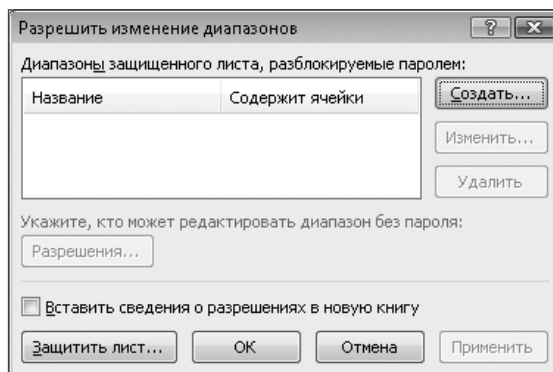 Разрешить изменение диапазонов
Диапазоны защищенного листа, разблокируемые паролем:
Название Содержит ячейки
Создать...
Изменить...
Удалить
Укажите, кто может редактировать диапазон без пароля:
Разрешения...
Вставить сведения о разрешениях в новую книгу
Защитить лист... ОК Отмена Применить